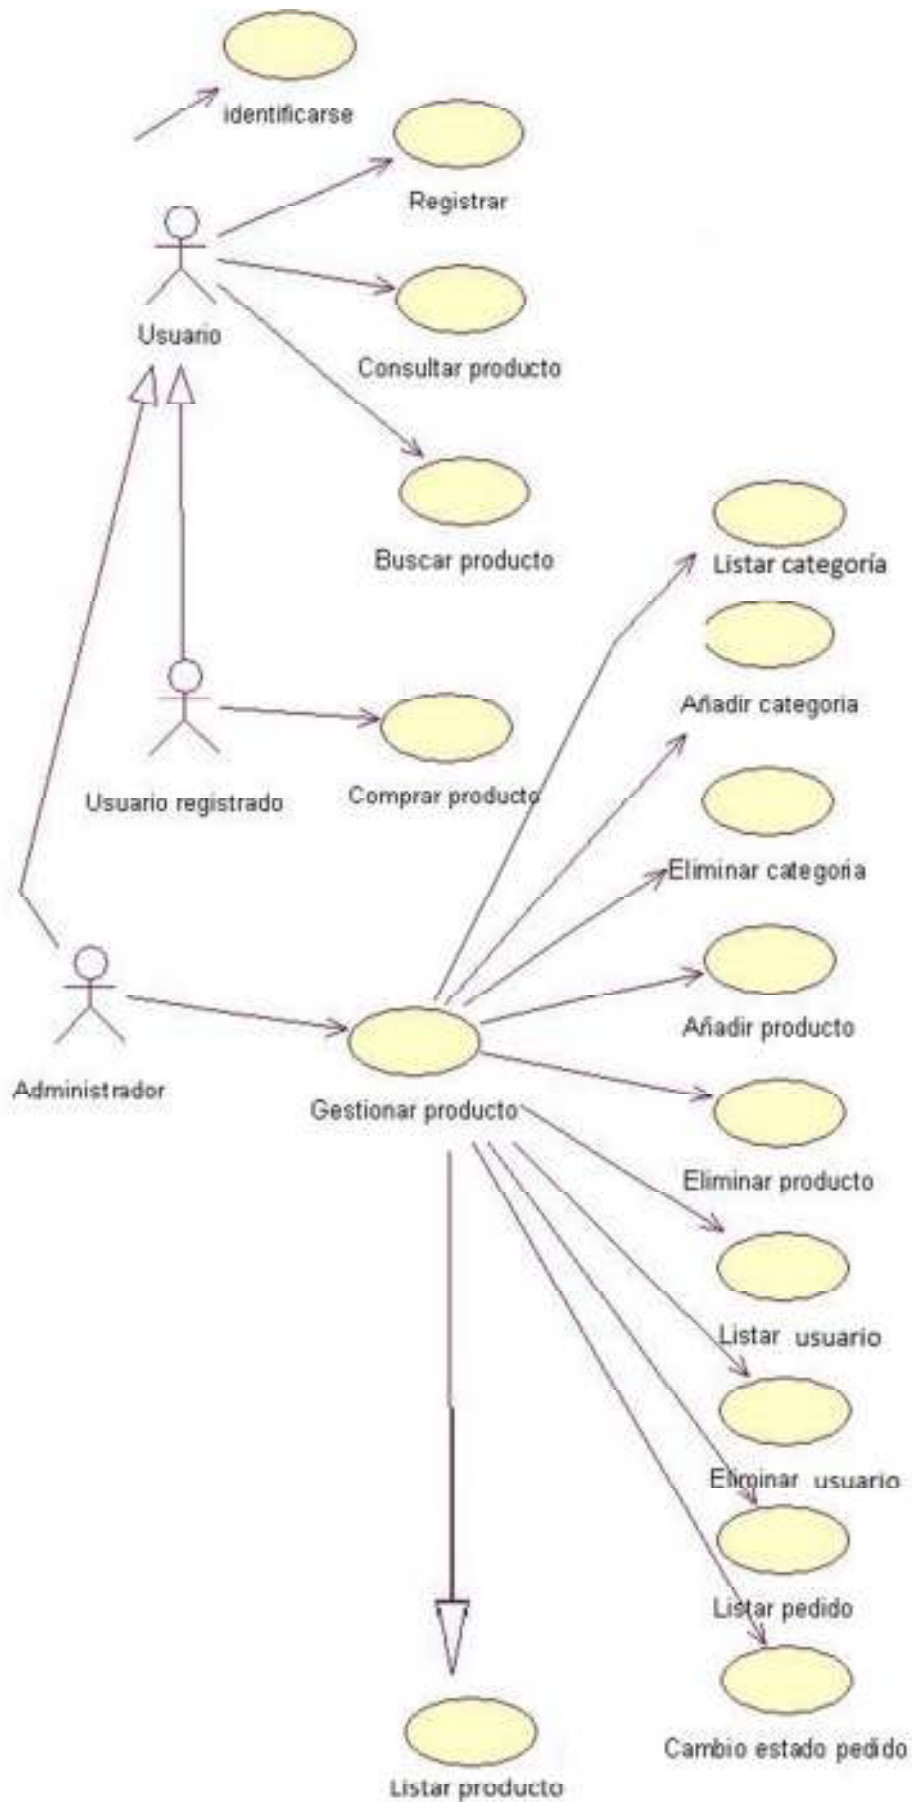 identificarse
Registrar
Usuario
Consultar producto
Buscar producto
Listar categoría
Añadir categoria
Usuario registrado
Comprar producto
Eliminar categoria
Añadir producto
Administrador
Gestionar producto
Eliminar producto
Listar usuario
Eliminar usuario
Listar pedido
Cambio estado pedido
Listar producto